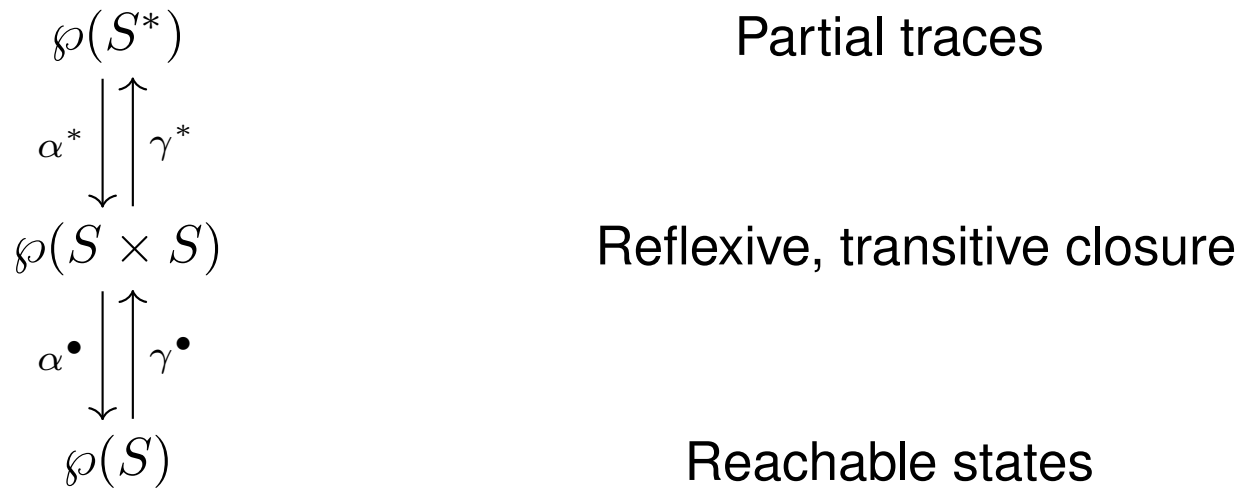 ℘(S*) Partial traces
α* γ*
℘(S × S) Reflexive, transitive closure
α• γ•
℘(S) Reachable states